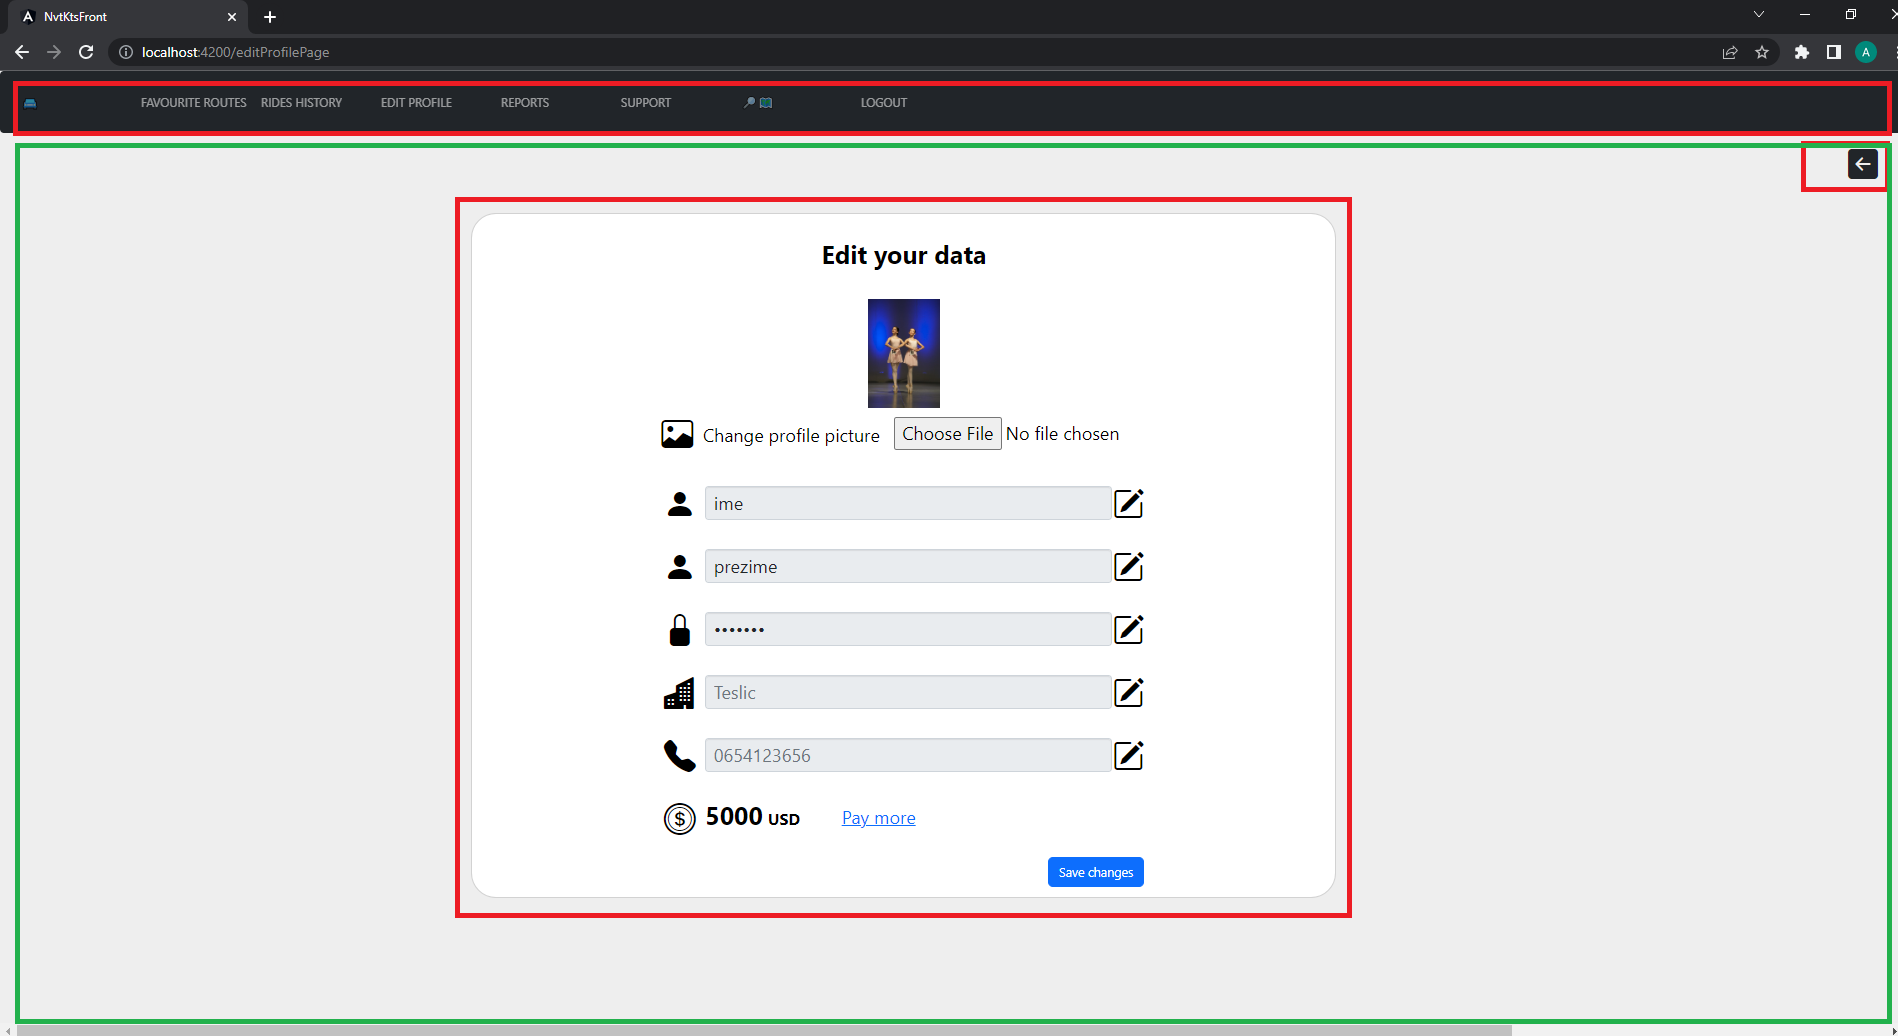 NvtKtsFront
localhost:4200/editProfilePage
A
FAVOURITE ROUTES RIDES HISTORY EDIT PROFILE REPORTS SUPPORT LOGOUT
Edit your data
Change profile picture Choose File No file chosen
ime
prezime
•••••••
Teslic
0654123656
$ 5000 USD Pay more
Save changes